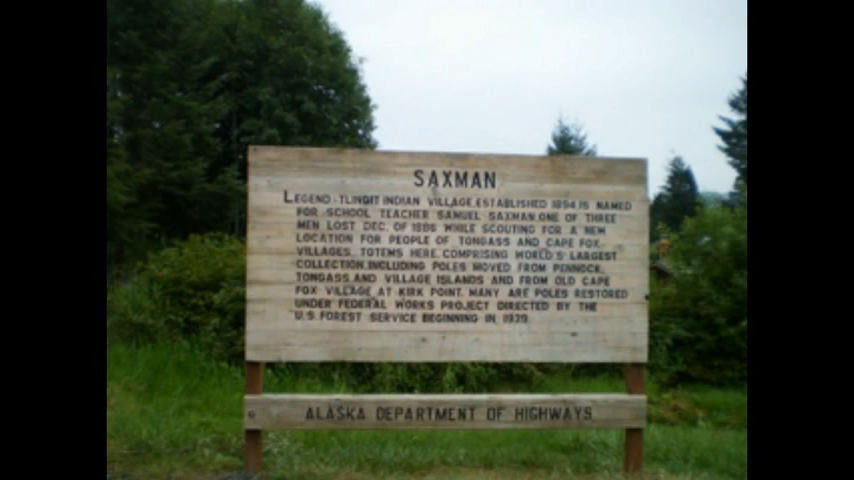 SAXMAN
LEGEND-TLINGIT INDIAN VILLAGE, ESTABLISHED 1894, IS NAMED
FOR SCHOOL TEACHER SAMUEL SAXMAN, ONE OF THREE
MEN LOST DEC. OF 1886 WHILE SCOUTING FOR A NEW
LOCATION FOR PEOPLE OF TONGASS AND CAPE FOX
VILLAGES. TOTEMS HERE, COMPRISING WORLD'S LARGEST
COLLECTION, INCLUDING POLES MOVED FROM PENNOCK,
TONGASS, AND VILLAGE ISLANDS AND FROM OLD CAPE
FOX VILLAGE AT KIRK POINT. MANY ARE POLES RESTORED
UNDER FEDERAL WORKS PROJECT DIRECTED BY THE
U.S. FOREST SERVICE BEGINNING IN 1939.
ALASKA DEPARTMENT OF HIGHWAYS